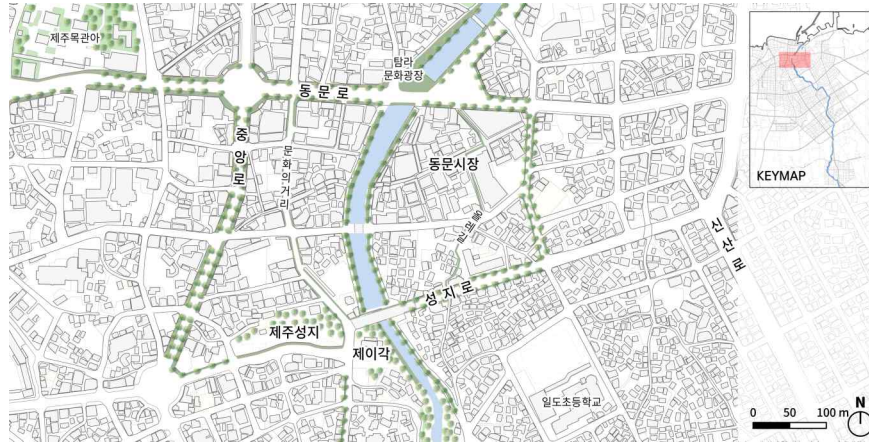 제주목관아
탐라
문화광장
동문로
중앙로
문화의거리
동문시장
성지로
신산로
제주성지
제이각
일도초등학교
KEYMAP
0 50 100 m
N